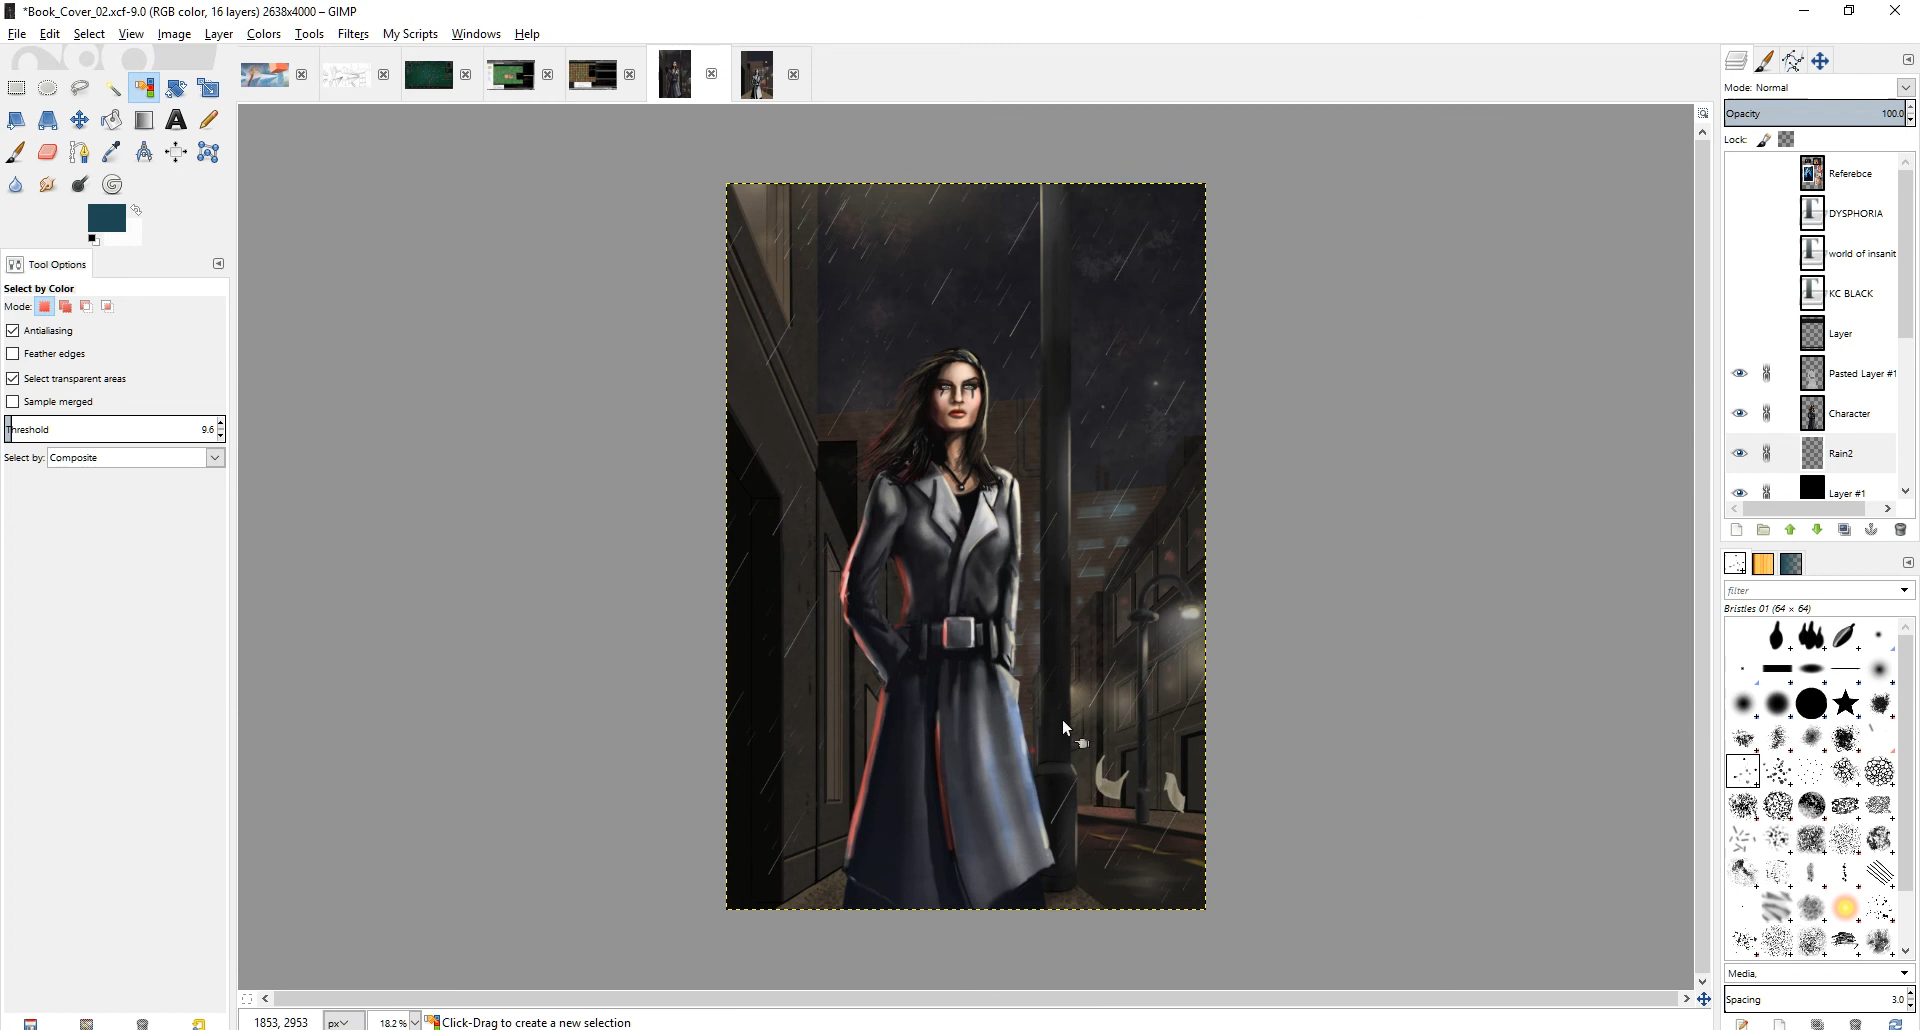 *Book_Cover_02.xcf-9.0 (RGB color, 16 layers) 2638x4000 – GIMP
File Edit Select View Image Layer Colors Tools Filters My Scripts Windows Help
Mode: Normal
Opacity 100.0
Lock:
Referebce
DYSPHORIA
world of insanit
KC BLACK
Layer
Pasted Layer #1
Character
Rain2
Layer #1
Tool Options
Select by Color
Mode:
Antialiasing
Feather edges
Select transparent areas
Sample merged
Threshold 9.6
Select by: Composite
filter
Bristles 01 (64 × 64)
Media,
Spacing 3.0
1853, 2953 px 18.2 % Click-Drag to create a new selection